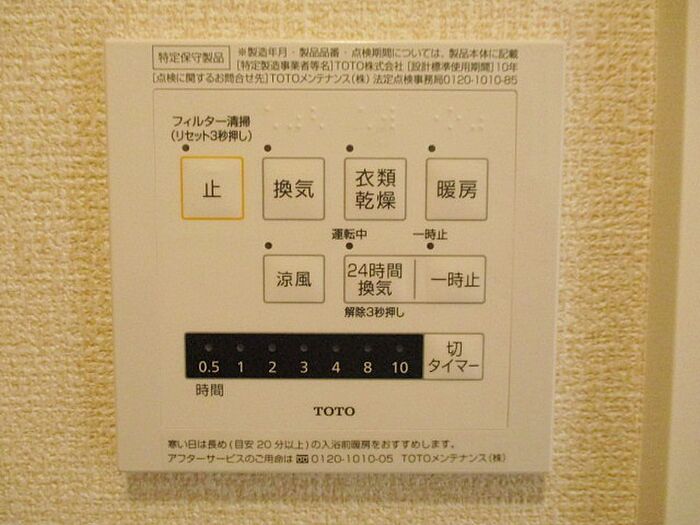 特定保守製品 ※製造年月・製品品番・点検期間については、製品本体に記載
[特定製造事業者等名]TOTO株式会社 [設計標準使用期間]10年
[点検に関するお問合せ先]TOTOメンテナンス(株) 法定点検事務局0120-1010-85
フィルター清掃
(リセット3秒押し)
止 換気 衣類乾燥 暖房
運転中 一時止
涼風 24時間換気 一時止
解除3秒押し
0.5 1 2 3 4 8 10 切タイマー
時間
TOTO
寒い日は長め(目安20分以上)の入浴前暖房をおすすめします。
アフターサービスのご用命は 0120-1010-05 TOTOメンテナンス(株)